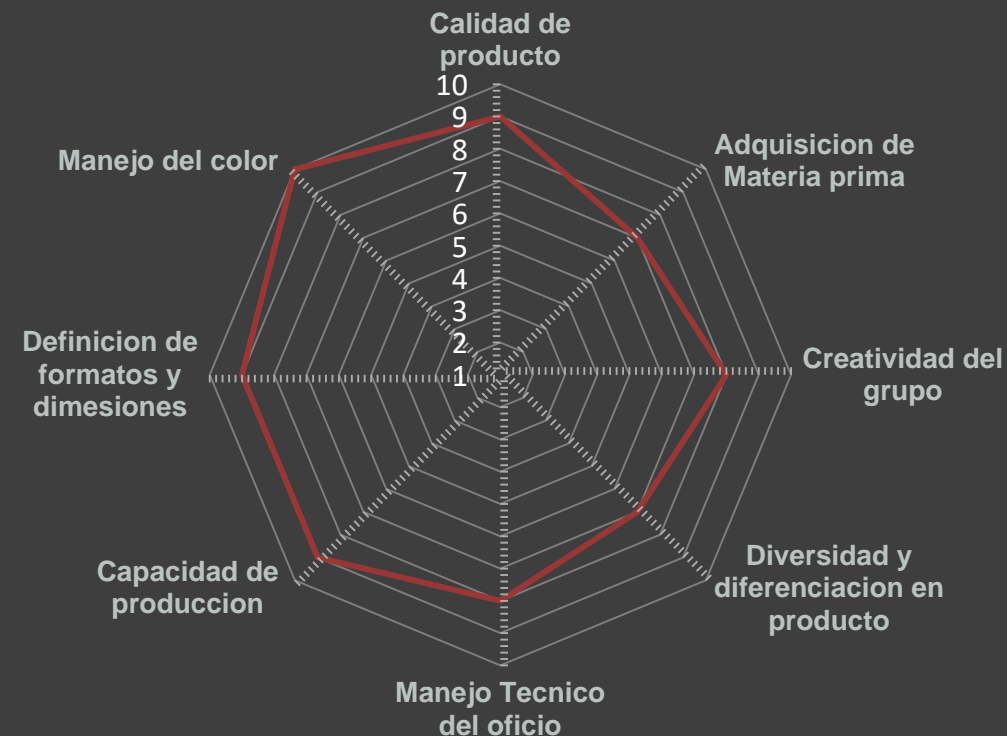 Calidad de
producto
10
9
8
7
6
5
4
3
2
1
Adquisicion de
Materia prima
Creatividad del
grupo
Diversidad y
diferenciacion en
producto
Manejo Tecnico
del oficio
Capacidad de
produccion
Definicion de
formatos y
dimesiones
Manejo del color